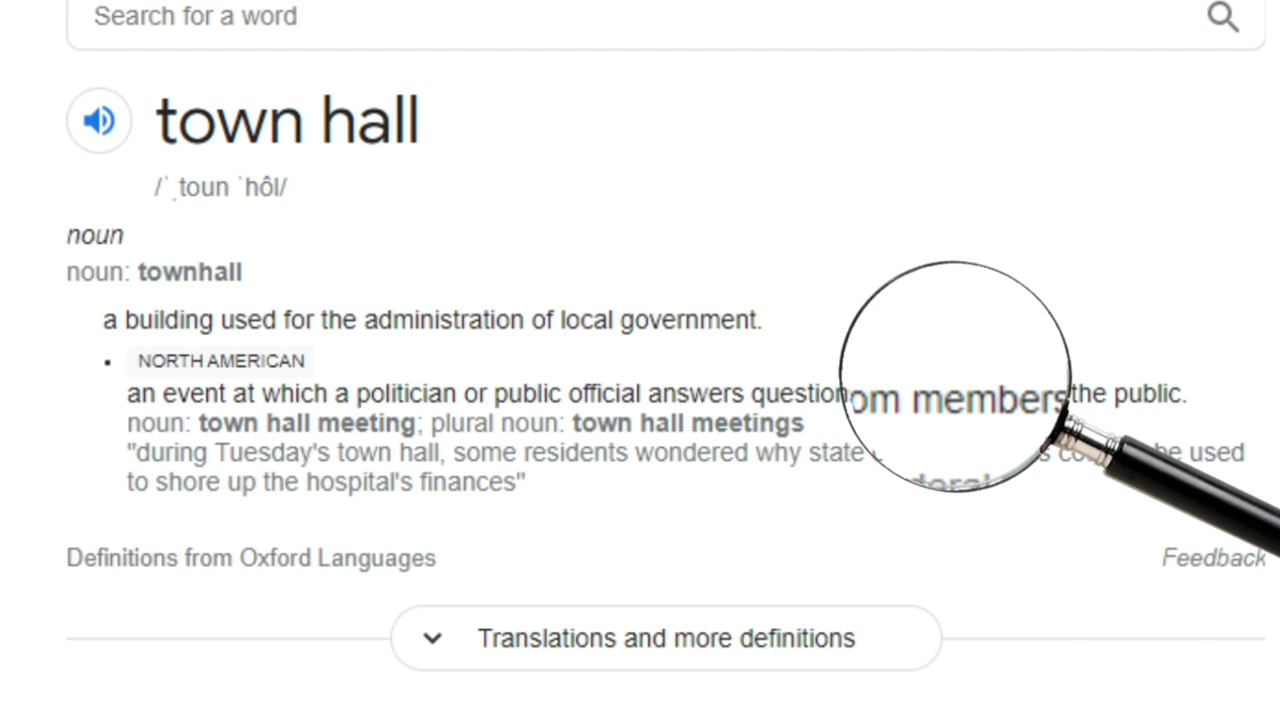 Search for a word
town hall
/ˈˌtoun ˈhôl/
noun
noun: townhall
a building used for the administration of local government.
• NORTH AMERICAN
an event at which a politician or public official answers question om members the public.
noun: town hall meeting; plural noun: town hall meetings
"during Tuesday's town hall, some residents wondered why state be used
to shore up the hospital's finances"
Definitions from Oxford Languages
Feedback
Translations and more definitions